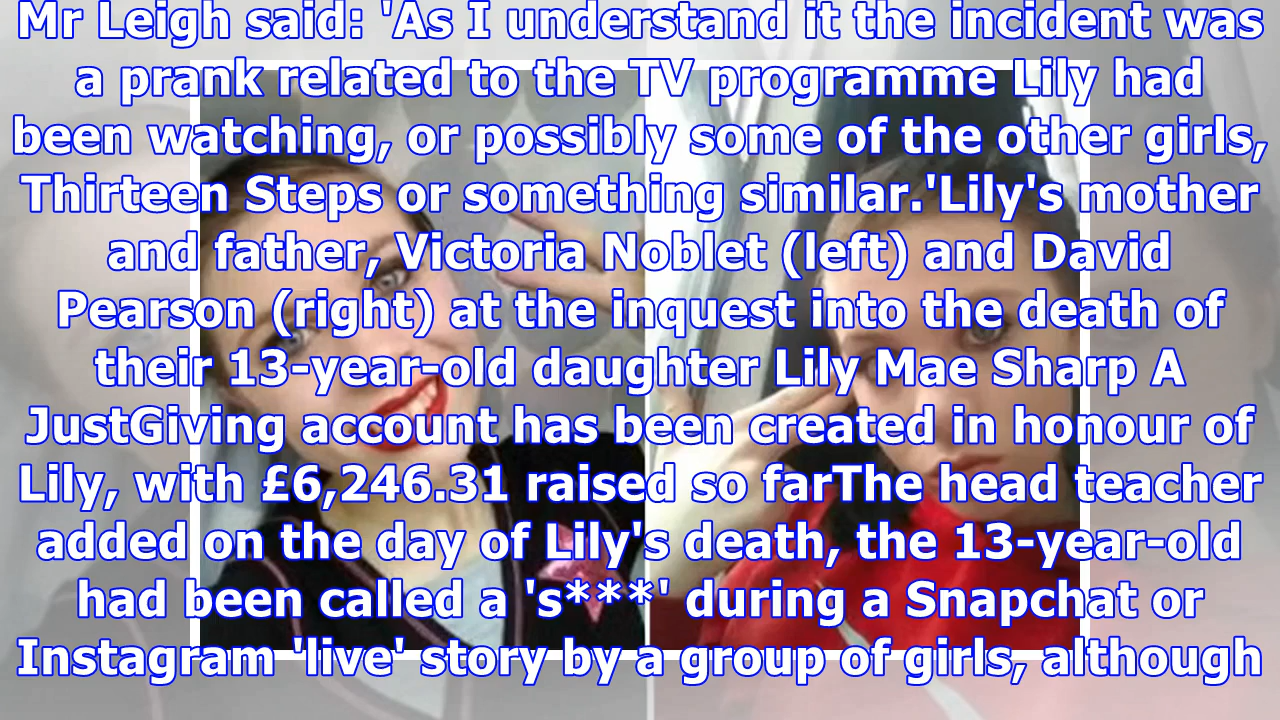 Mr Leigh said: 'As I understand it the incident was
a prank related to the TV programme Lily had
been watching, or possibly some of the other girls,
Thirteen Steps or something similar.'Lily's mother
and father, Victoria Noblet (left) and David
Pearson (right) at the inquest into the death of
their 13-year-old daughter Lily Mae Sharp A
JustGiving account has been created in honour of
Lily, with £6,246.31 raised so farThe head teacher
added on the day of Lily's death, the 13-year-old
had been called a 's***' during a Snapchat or
Instagram 'live' story by a group of girls, although